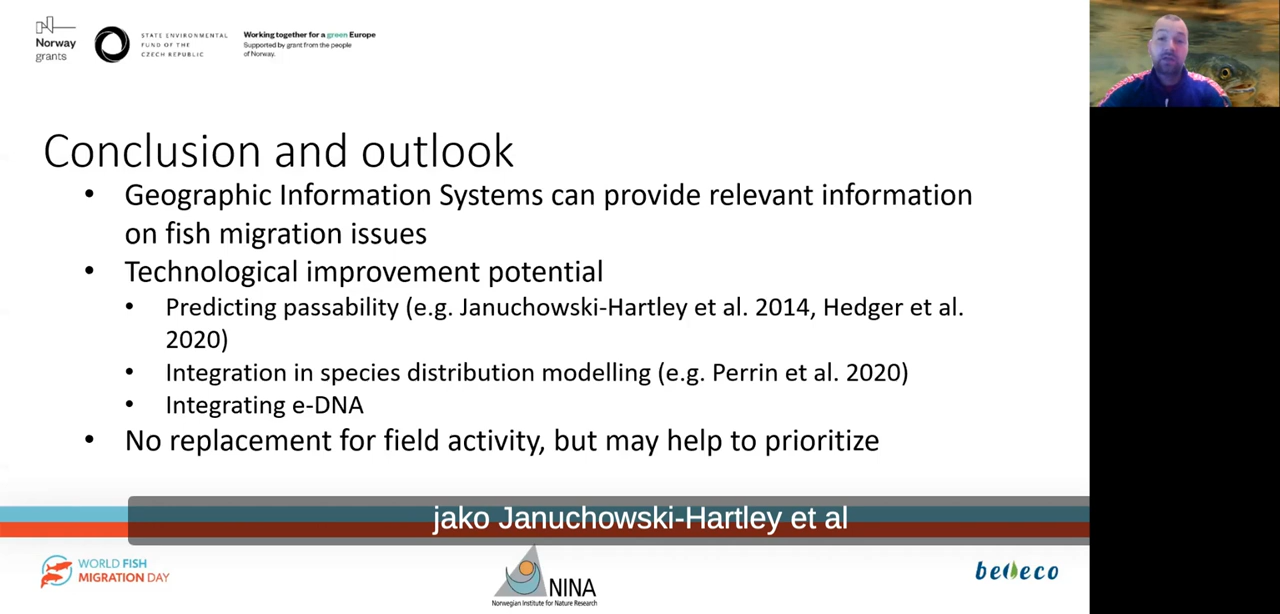 Norway
grants
STATE ENVIRONMENTAL
FUND OF THE
CZECH REPUBLIC
Working together for a green Europe
Supported by grant from the people
of Norway.
Conclusion and outlook
• Geographic Information Systems can provide relevant information
on fish migration issues
• Technological improvement potential
• Predicting passability (e.g. Januchowski-Hartley et al. 2014, Hedger et al.
2020)
• Integration in species distribution modelling (e.g. Perrin et al. 2020)
• Integrating e-DNA
• No replacement for field activity, but may help to prioritize
jako Januchowski-Hartley et al
WORLD FISH
MIGRATION DAY
NINA
Norwegian Institute for Nature Research
beleco